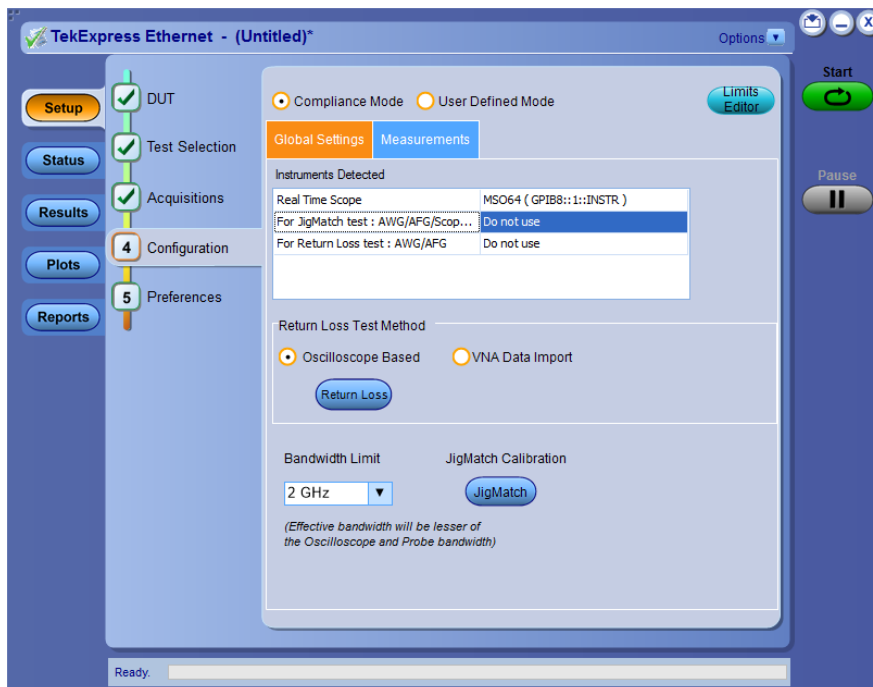 TekExpress Ethernet - (Untitled)*
Options
Start
Pause
Setup
Status
Results
Plots
Reports
DUT
Test Selection
Acquisitions
4 Configuration
5 Preferences
Compliance Mode User Defined Mode
Limits
Editor
Global Settings Measurements
Instruments Detected
Real Time Scope MSO64 ( GPIB8::1::INSTR )
For JigMatch test : AWG/AFG/Scop... Do not use
For Return Loss test : AWG/AFG Do not use
Return Loss Test Method
Oscilloscope Based VNA Data Import
Return Loss
Bandwidth Limit JigMatch Calibration
2 GHz JigMatch
(Effective bandwidth will be lesser of
the Oscilloscope and Probe bandwidth)
Ready.